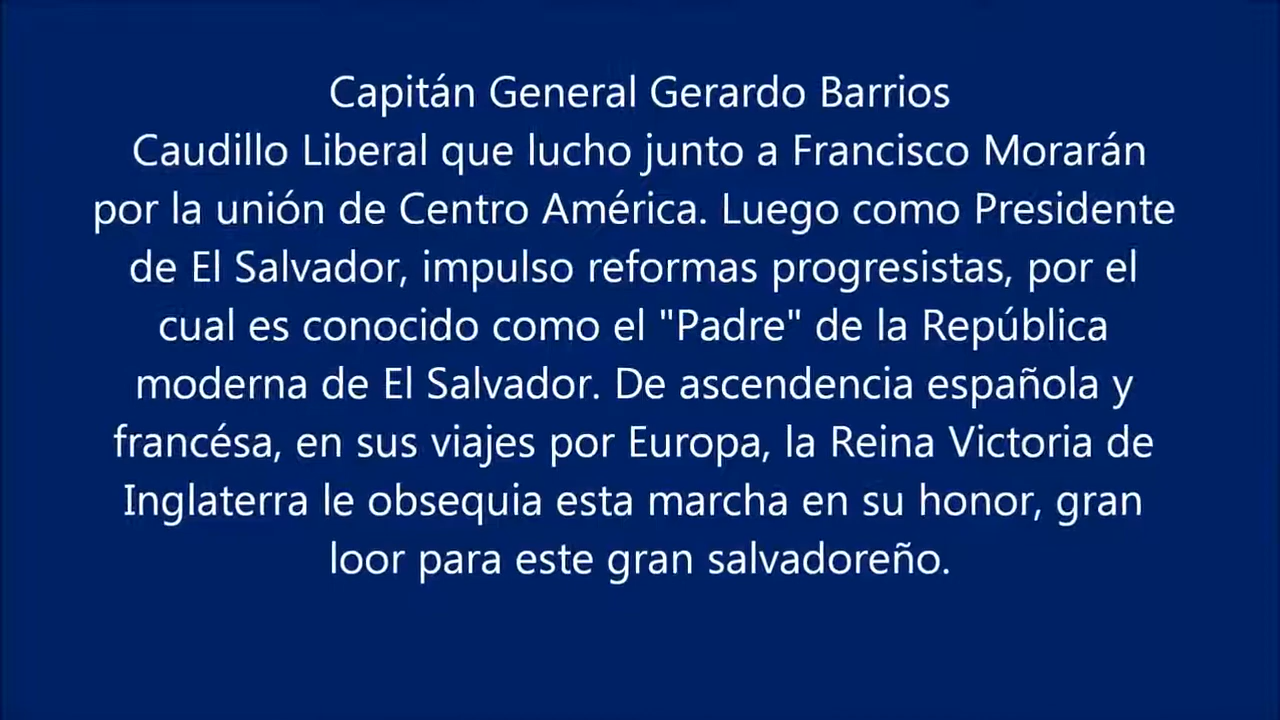 Capitán General Gerardo Barrios
Caudillo Liberal que lucho junto a Francisco Morarán
por la unión de Centro América. Luego como Presidente
de El Salvador, impulso reformas progresistas, por el
cual es conocido como el "Padre" de la República
moderna de El Salvador. De ascendencia española y
francésa, en sus viajes por Europa, la Reina Victoria de
Inglaterra le obsequia esta marcha en su honor, gran
loor para este gran salvadoreño.